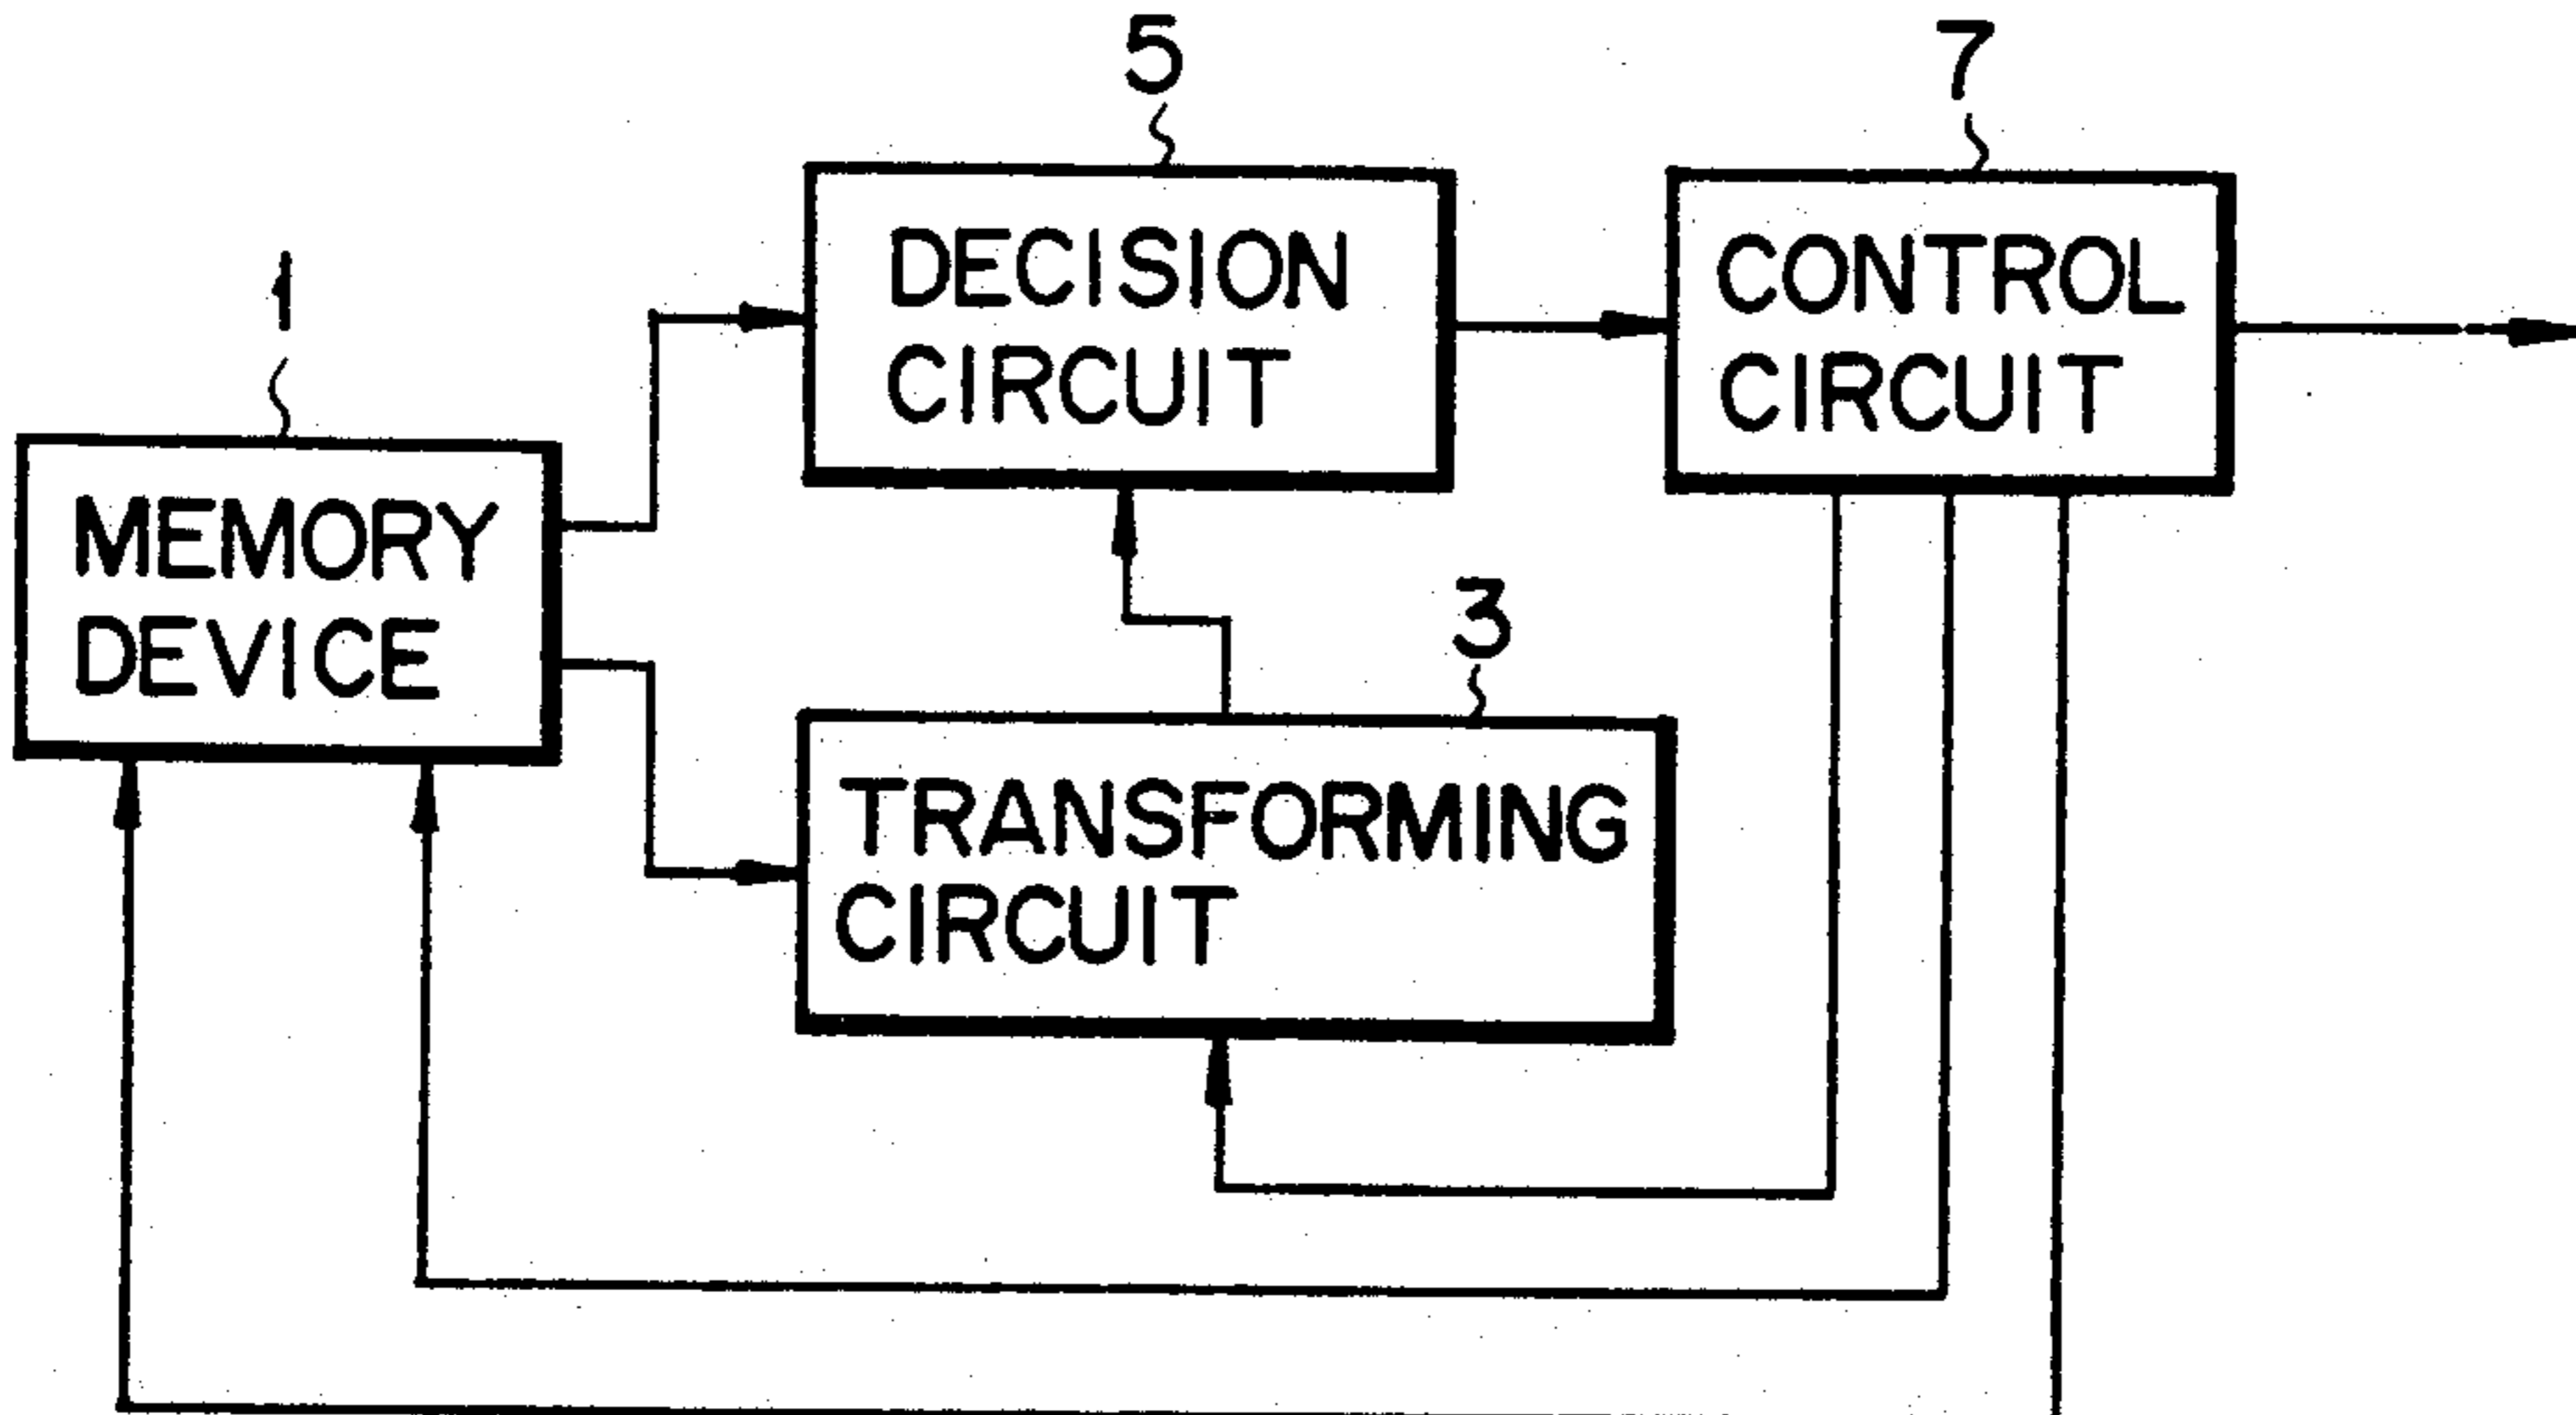 5
7
DECISION
CIRCUIT
CONTROL
CIRCUIT
1
MEMORY
DEVICE
3
TRANSFORMING
CIRCUIT